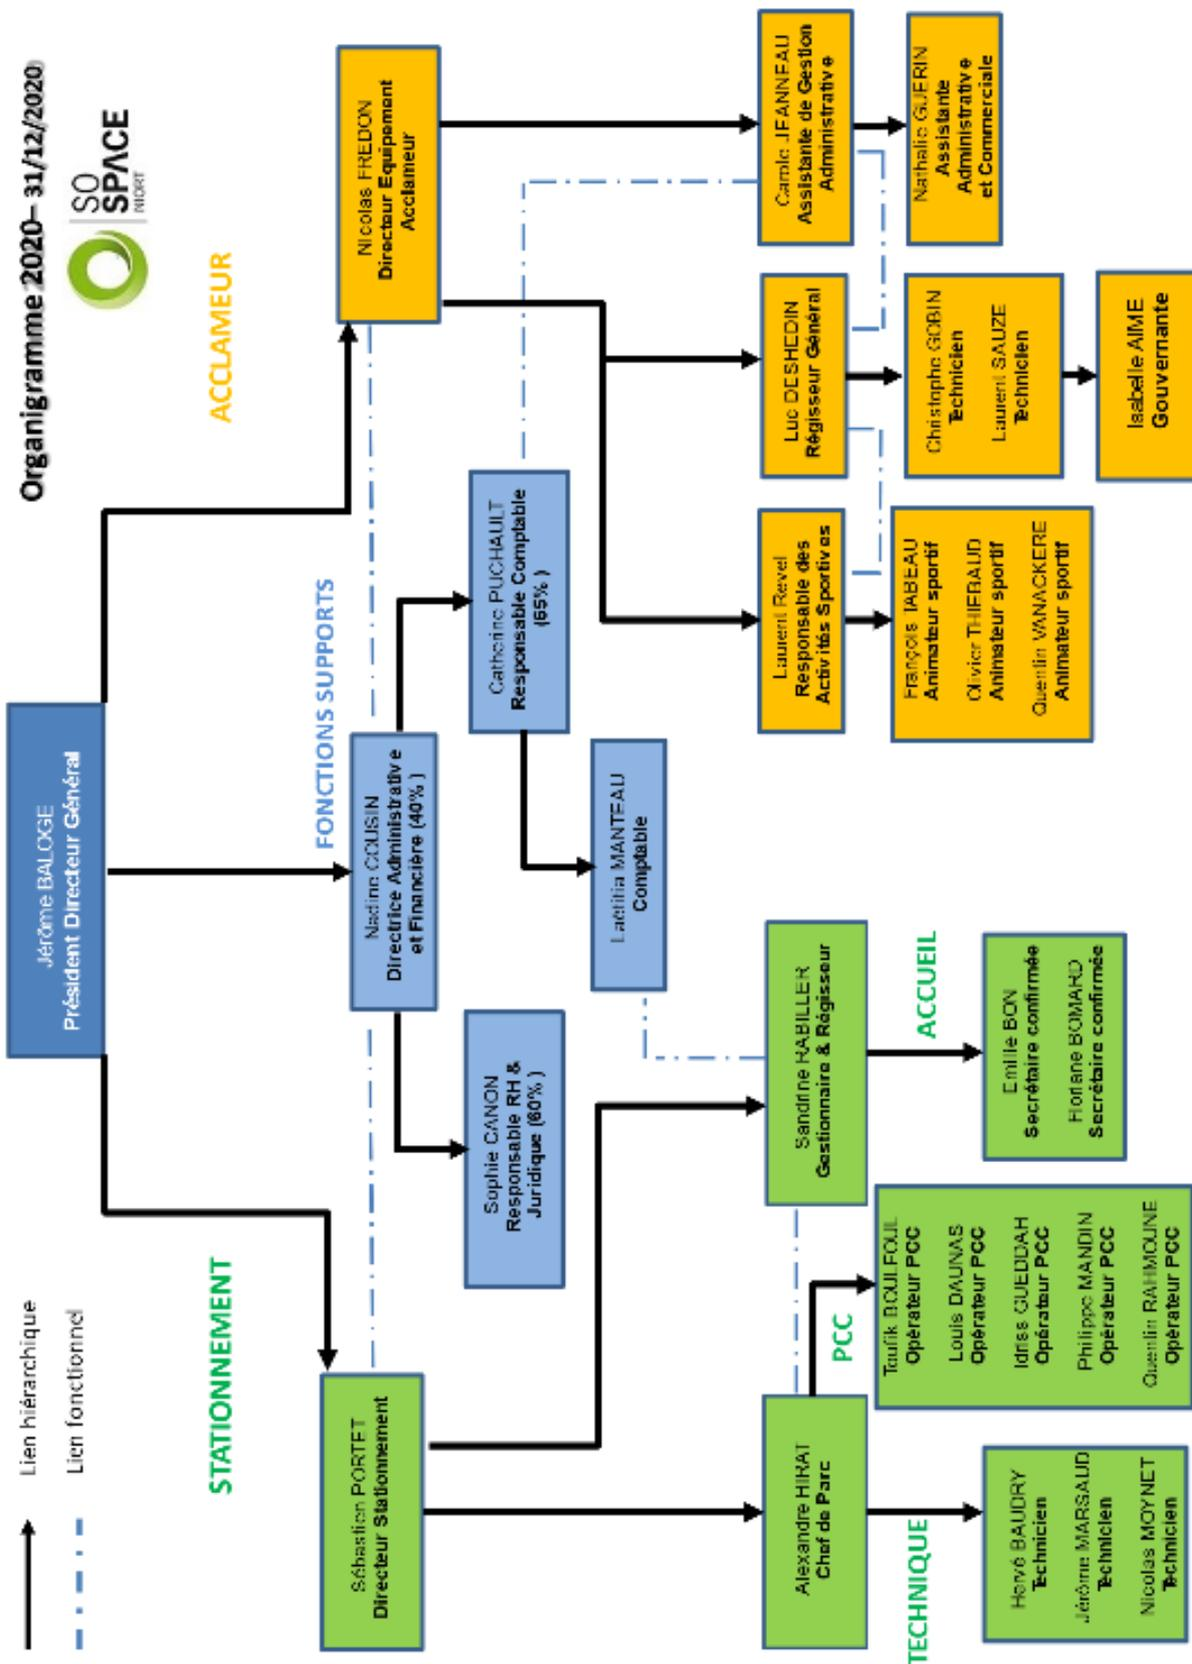 Organigramme 2020– 31/12/2020
SO
SPACE
NIORT
Lien hiérarchique
Lien fonctionnel
Jérôme BALOGE
Président Directeur Général
STATIONNEMENT
FONCTIONS SUPPORTS
ACCLAMEUR
Sébastien PORTET
Directeur Stationnement
Nadine COUSIN
Directrice Administrative
et Financière (40% )
Nicolas FREDON
Directeur Equipement
Acclameur
Sophie CANON
Responsable RH &
Juridique (60% )
Catherine PUCHAULT
Responsable Comptable
(65% )
Laëtitia MANTEAU
Comptable
Alexandre HIRAT
Chef de Parc
Sandrine RABILLER
Gestionnaire & Régisseur
Laurent Revel
Responsable des
Activités Sportives
Luc DESHEDIN
Régisseur Général
Carole JEANNEAU
Assistante de Gestion
Administrative
TECHNIQUE
PCC
ACCUEIL
Hervé BAUDRY
Technicien
Jérôme MARSAUD
Technicien
Nicolas MOYNET
Technicien
Taufik BOULFOUL
Opérateur PCC
Louis DAUNAS
Opérateur PCC
Idriss GUEDDAH
Opérateur PCC
Philippe MANDIN
Opérateur PCC
Quentin RAHMOUNE
Opérateur PCC
Emilie BON
Secrétaire confirmée
Floriane BOMARD
Secrétaire confirmée
François TABEAU
Animateur sportif
Olivier THIEBAUD
Animateur sportif
Quentin VANACKERE
Animateur sportif
Christophe GOBIN
Technicien
Laurent SAUZE
Technicien
Isabelle AIME
Gouvernante
Nathalie GUERIN
Assistante
Administrative
et Commerciale